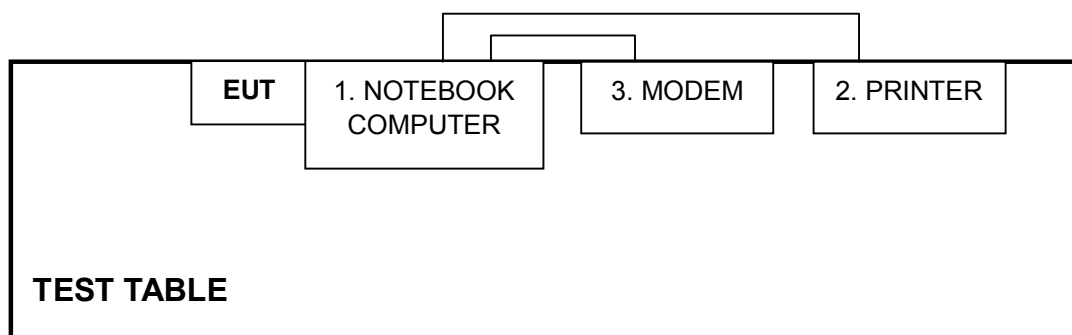 EUT
1. NOTEBOOK
COMPUTER
3. MODEM
2. PRINTER
TEST TABLE